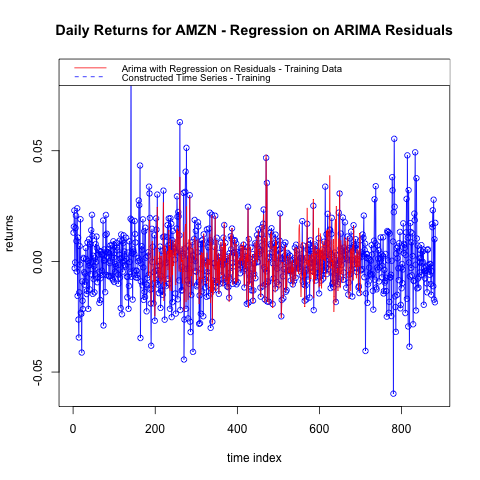 Daily Returns for AMZN - Regression on ARIMA Residuals
Arima with Regression on Residuals - Training Data
Constructed Time Series - Training
returns
0.05
0.00
-0.05
0 200 400 600 800
time index